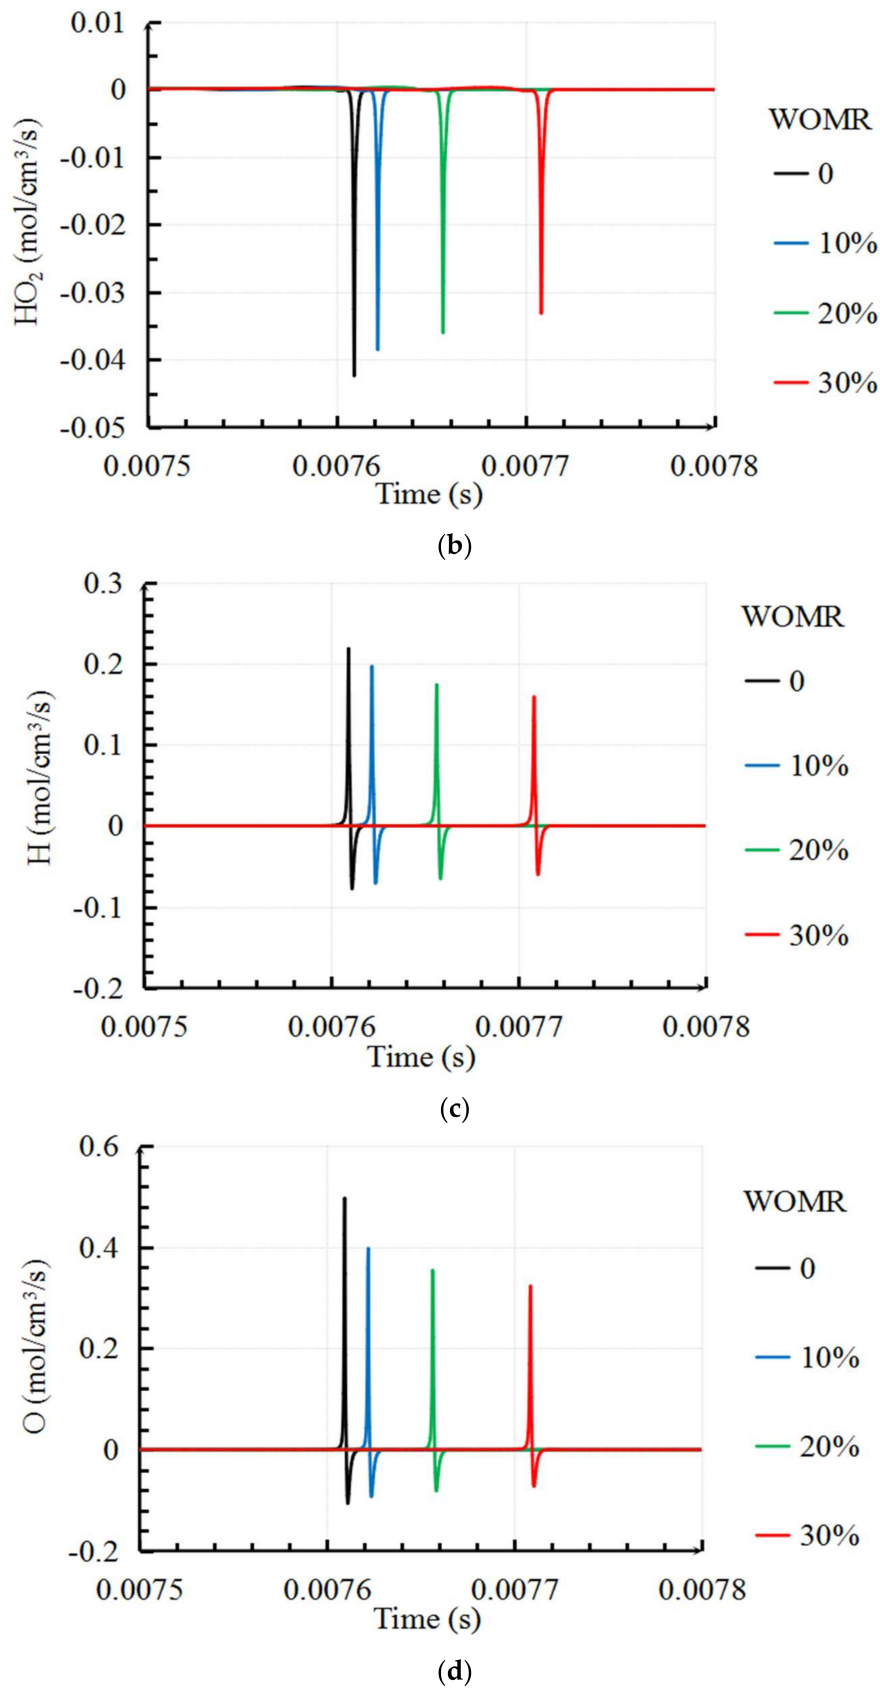 0.01
0
-0.01
-0.02
-0.03
-0.04
-0.05
HO₂ (mol/cm³/s)
0.0075 0.0076 0.0077 0.0078
Time (s)
WOMR
0
10%
20%
30%
(b)
0.3
0.2
0.1
0
-0.1
-0.2
H (mol/cm³/s)
0.0075 0.0076 0.0077 0.0078
Time (s)
WOMR
0
10%
20%
30%
(c)
0.6
0.4
0.2
0
-0.2
O (mol/cm³/s)
0.0075 0.0076 0.0077 0.0078
Time (s)
WOMR
0
10%
20%
30%
(d)